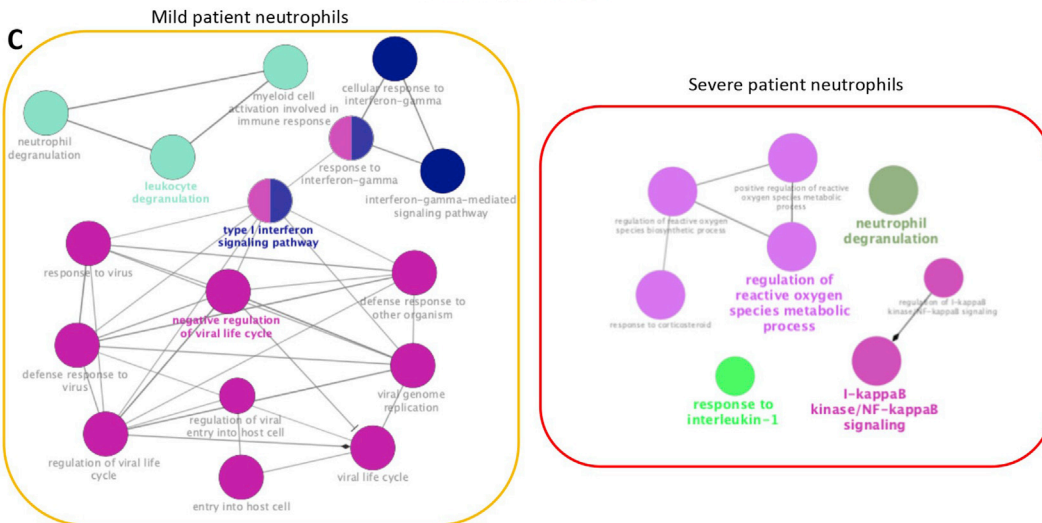 C
Mild patient neutrophils
myeloid cell
activation involved in
immune response
neutrophil
degranulation
leukocyte
degranulation
cellular response to
interferon-gamma
response to
interferon-gamma
interferon-gamma-mediated
signaling pathway
type I interferon
signaling pathway
response to virus
defense response to
other organism
negative regulation
of viral life cycle
defense response to
virus
viral genome
replication
regulation of viral
entry into host cell
regulation of viral life
cycle
viral life cycle
entry into host cell
Severe patient neutrophils
positive regulation of reactive
oxygen species metabolic
process
regulation of reactive oxygen
species biosynthetic process
neutrophil
degranulation
regulation of
reactive oxygen
species metabolic
process
response to corticosteroid
regulation of I-kappaB
kinase/NF-kappaB signaling
response to
interleukin-1
I-kappaB
kinase/NF-kappaB
signaling